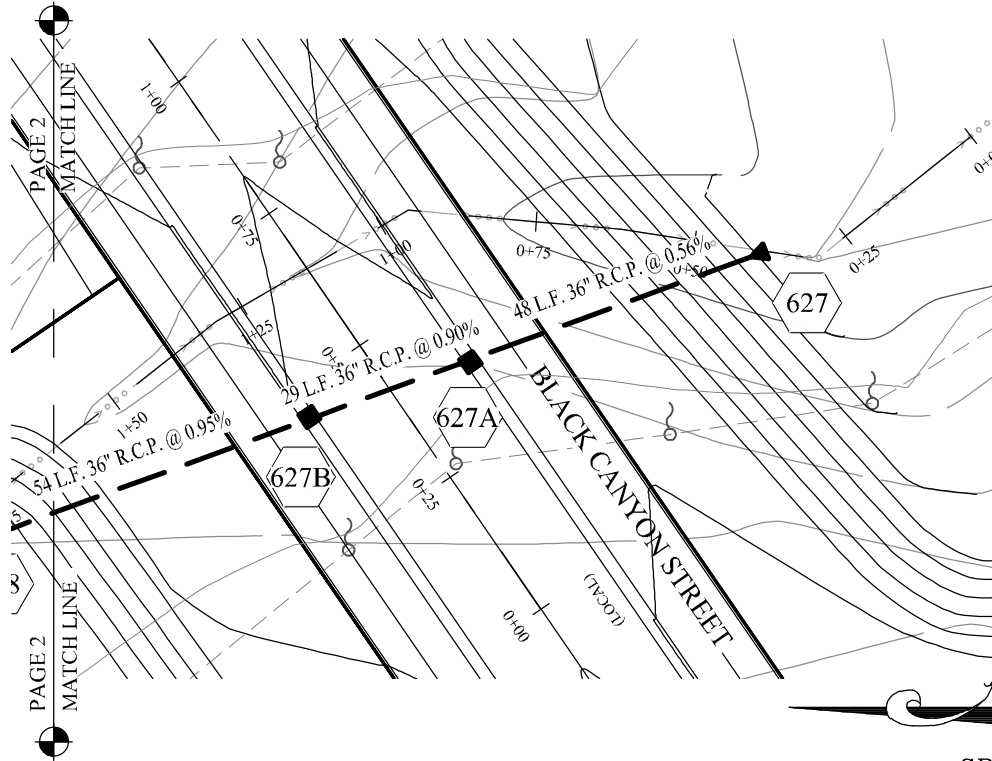 PAGE 2
MATCH LINE
1+00
0+75
1+00
0+75
48 L.F. 36" R.C.P. @ 0.56%
0+50
0+25
627
1+25
29 L.F. 36" R.C.P. @ 0.90%
627A
BLACK CANYON STREET
(LOCAL)
1+50
54 L.F. 36" R.C.P. @ 0.95%
627B
0+25
0+00
8
PAGE 2
MATCH LINE